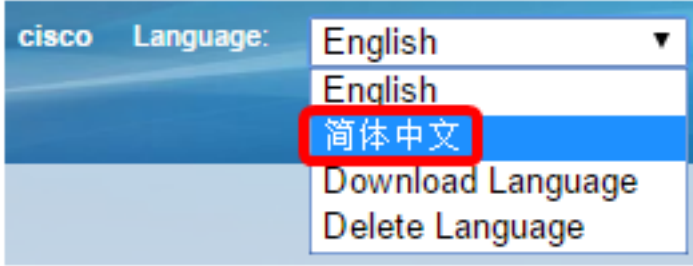 cisco Language: English
English
简体中文
Download Language
Delete Language